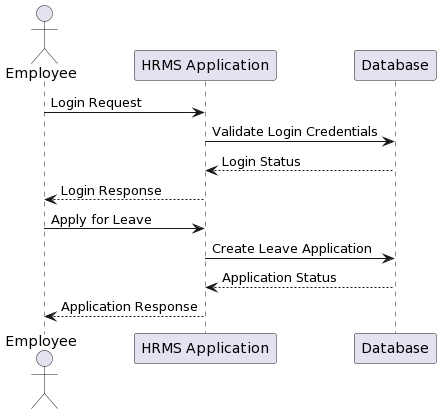 Employee
HRMS Application
Database
Login Request
Validate Login Credentials
Login Status
Login Response
Apply for Leave
Create Leave Application
Application Status
Application Response
Employee
HRMS Application
Database